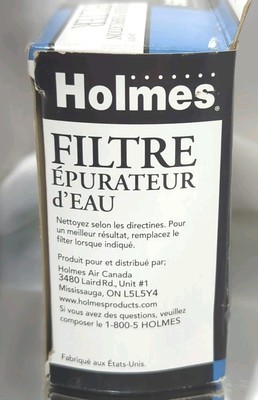 Holmes®
FILTRE
ÉPURATEUR
d'EAU
Nettoyez selon les directines. Pour
un meilleur résultat, remplacez le
filter lorsque indiqué.
Produit pour et distribué par;
Holmes Air Canada
3480 Laird Rd., Unit #1
Mississauga, ON L5L5Y4
www.holmesproducts.com
Si vous avez des questions, veuillez
composer le 1-800-5 HOLMES
Fabriqué aux États-Unis.